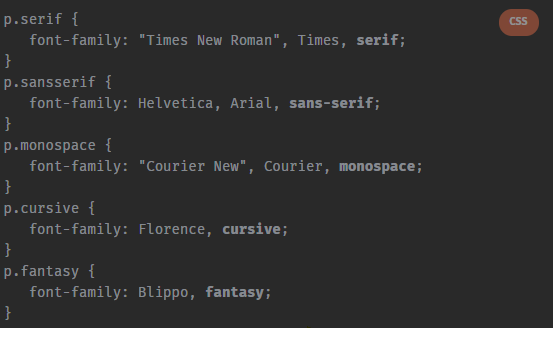 CSS
p.serif {
   font-family: "Times New Roman", Times, serif;
}
p.sansserif {
   font-family: Helvetica, Arial, sans-serif;
}
p.monospace {
   font-family: "Courier New", Courier, monospace;
}
p.cursive {
   font-family: Florence, cursive;
}
p.fantasy {
   font-family: Blippo, fantasy;
}